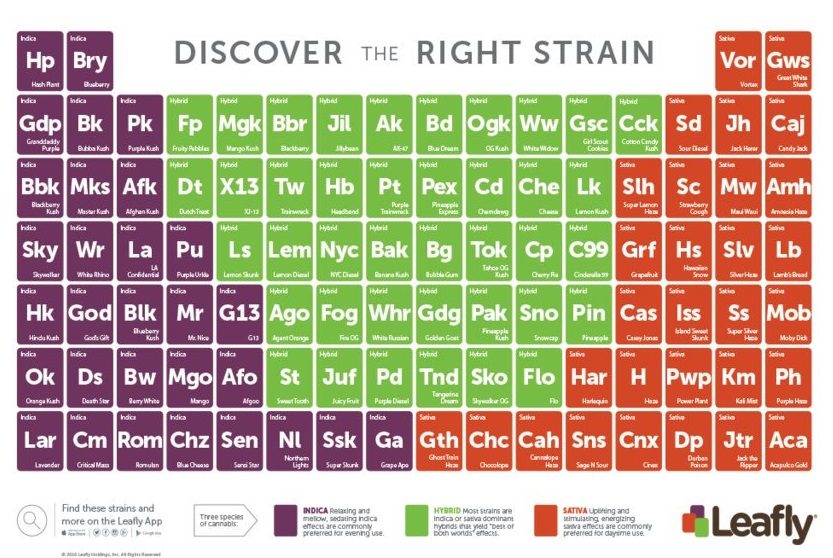 DISCOVER THE RIGHT STRAIN
Indica Hp Hash Plant
Indica Bry Blueberry
Sativa Vor Vortex
Sativa Gws Great White Shark
Indica Gdp Granddaddy Purple
Indica Bk Bubba Kush
Indica Pk Purple Kush
Hybrid Fp Fruity Pebbles
Hybrid Mgk Mango Kush
Hybrid Bbr Blackberry
Hybrid Jil Jillybean
Hybrid Ak AK-47
Hybrid Bd Blue Dream
Hybrid Ogk OG Kush
Hybrid Ww White Widow
Hybrid Gsc Girl Scout Cookies
Hybrid Cck Cotton Candy Kush
Sativa Sd Sour Diesel
Sativa Jh Jack Herer
Sativa Caj Candy Jack
Indica Bbk Blackberry Kush
Indica Mks Master Kush
Indica Afk Afghan Kush
Hybrid Dt Dutch Treat
Hybrid X13 XJ-13
Hybrid Tw Trainwreck
Hybrid Hb Headband
Hybrid Pt Purple Trainwreck
Hybrid Pex Pineapple Express
Hybrid Cd Chemdawg
Hybrid Che Cheese
Hybrid Lk Lemon Kush
Sativa Slh Super Lemon Haze
Sativa Sc Strawberry Cough
Sativa Mw Maui Waui
Sativa Amh Amnesia Haze
Indica Sky Skywalker
Indica Wr White Rhino
Indica La LA Confidential
Indica Pu Purple Urkle
Hybrid Ls Lemon Skunk
Hybrid Lem Lemon Diesel
Hybrid Nyc NYC Diesel
Hybrid Bak Banana Kush
Hybrid Bg Bubble Gum
Hybrid Tok Tahoe OG Kush
Hybrid Cp Cherry Pie
Hybrid C99 Cinderella 99
Sativa Grf Grapefruit
Sativa Hs Hawaiian Snow
Sativa Slv Silver Haze
Sativa Lb Lamb's Bread
Indica Hk Hindu Kush
Indica God God's Gift
Indica Blk Blueberry Kush
Indica Mr Mr. Nice
Indica G13 G13
Hybrid Ago Agent Orange
Hybrid Fog Fire OG
Hybrid Whr White Russian
Hybrid Gdg Golden Goat
Hybrid Pak Pineapple Kush
Hybrid Sno Snowcap
Hybrid Pin Pineapple
Sativa Cas Casey Jones
Sativa Iss Island Sweet Skunk
Sativa Ss Super Silver Haze
Sativa Mob Moby Dick
Indica Ok Orange Kush
Indica Ds Death Star
Indica Bw Berry White
Indica Mgo Mango
Indica Afo Afgoo
Hybrid St Sweet Tooth
Hybrid Juf Juicy Fruit
Hybrid Pd Purple Diesel
Hybrid Tnd Tangerine Dream
Hybrid Sko Skywalker OG
Hybrid Flo Flo
Sativa Har Harlequin
Sativa H Haze
Sativa Pwp Power Plant
Sativa Km Kali Mist
Sativa Ph Purple Haze
Indica Lar Lavender
Indica Cm Critical Mass
Indica Rom Romulan
Indica Chz Blue Cheese
Indica Sen Sensi Star
Indica Nl Northern Lights
Indica Ssk Super Skunk
Indica Ga Grape Ape
Sativa Gth Ghost Train Haze
Sativa Chc Chocolope
Sativa Cah Cannalope Haze
Sativa Sns Sage N Sour
Sativa Cnx Cinex
Sativa Dp Durban Poison
Sativa Jtr Jack the Ripper
Sativa Aca Acapulco Gold
Find these strains and
more on the Leafly App
App Store
Google Play
Three species
of cannabis:
INDICA Relaxing and
mellow, sedating indica
effects are commonly
preferred for evening use.
HYBRID Most strains are
indica or sativa dominant
hybrids that yield "best of
both worlds" effects.
SATIVA Uplifting and
stimulating, energizing
sativa effects are commonly
preferred for daytime use.
Leafly
Leafly Holdings, Inc. All Rights Reserved